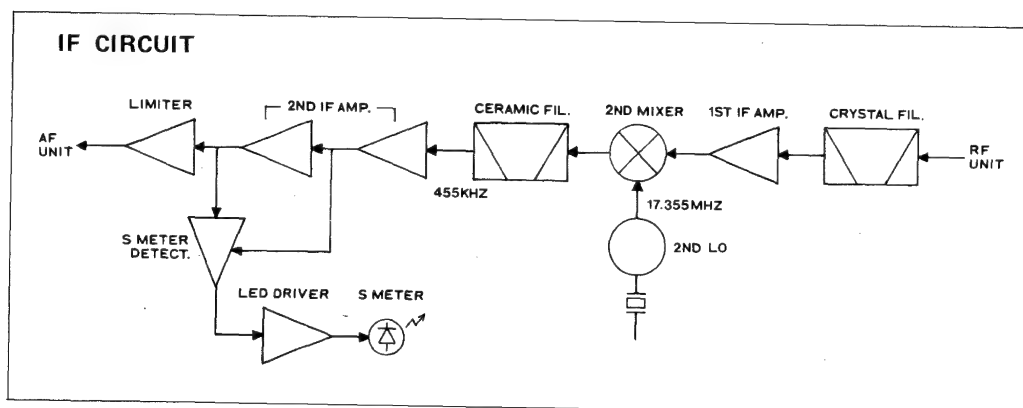 IF CIRCUIT
LIMITER
2ND IF AMP.
CERAMIC FIL.
2ND MIXER
1ST IF AMP.
CRYSTAL FIL.
AF
UNIT
RF
UNIT
455KHZ
17.355MHZ
S METER
DETECT.
2ND LO
LED DRIVER
S METER